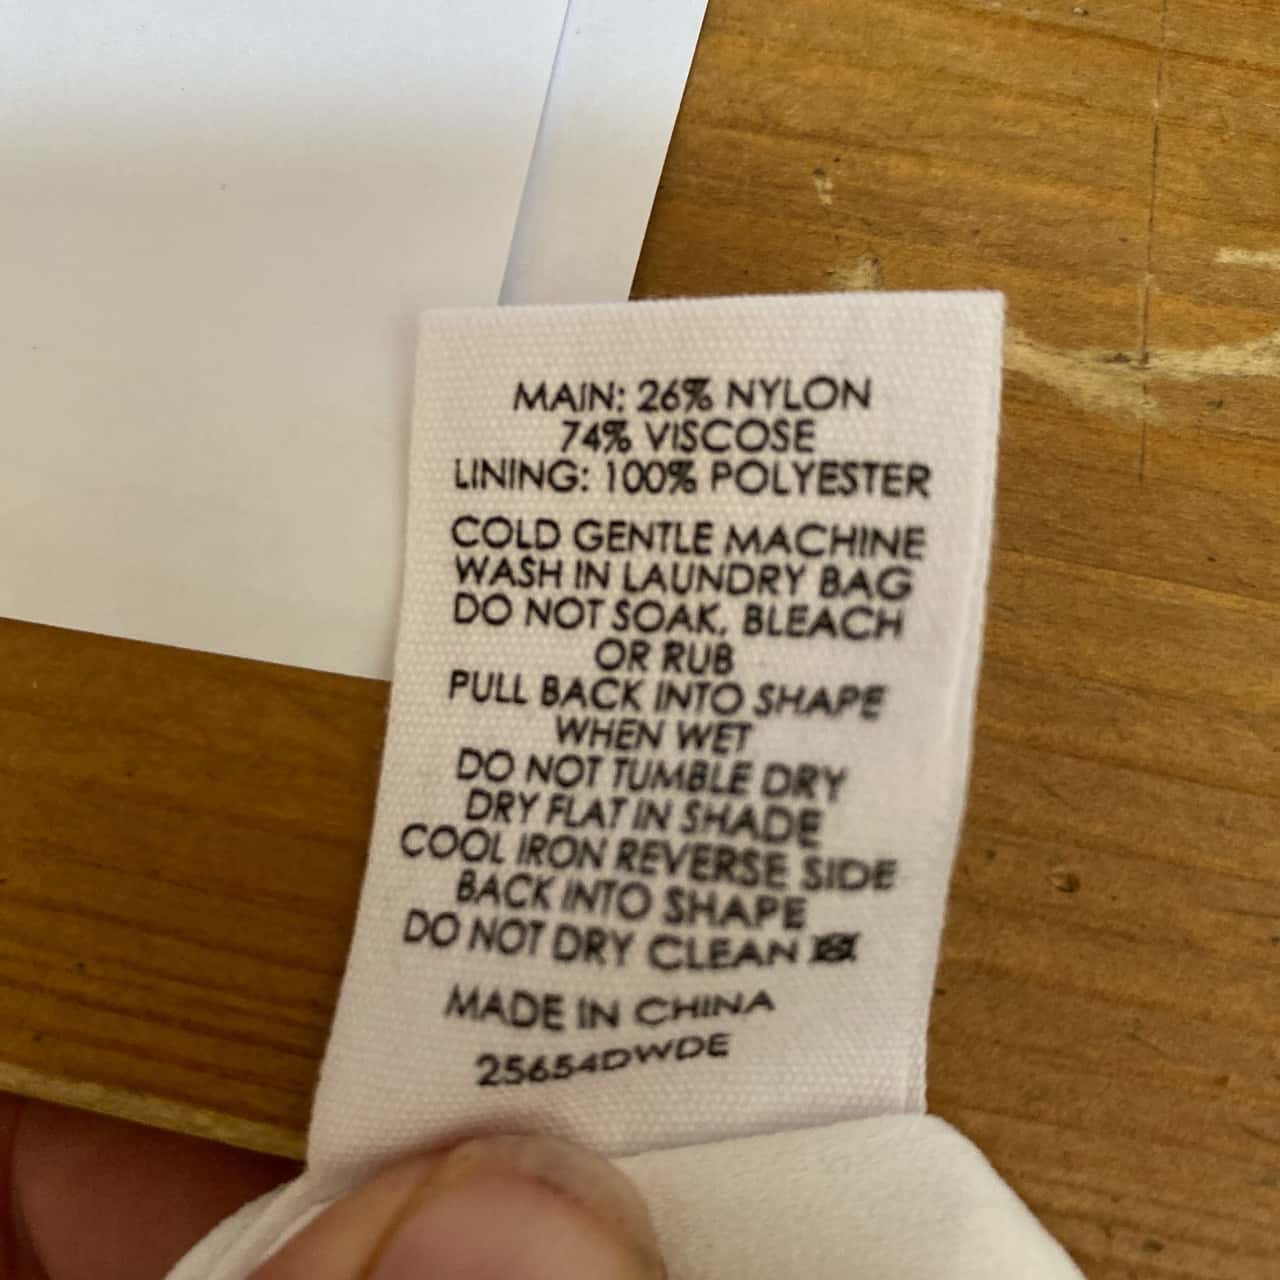 MAIN: 26% NYLON
74% VISCOSE
LINING: 100% POLYESTER
COLD GENTLE MACHINE
WASH IN LAUNDRY BAG
DO NOT SOAK, BLEACH
OR RUB
PULL BACK INTO SHAPE
WHEN WET
DO NOT TUMBLE DRY
DRY FLAT IN SHADE
COOL IRON REVERSE SIDE
BACK INTO SHAPE
DO NOT DRY CLEAN
MADE IN CHINA
25654DWDE